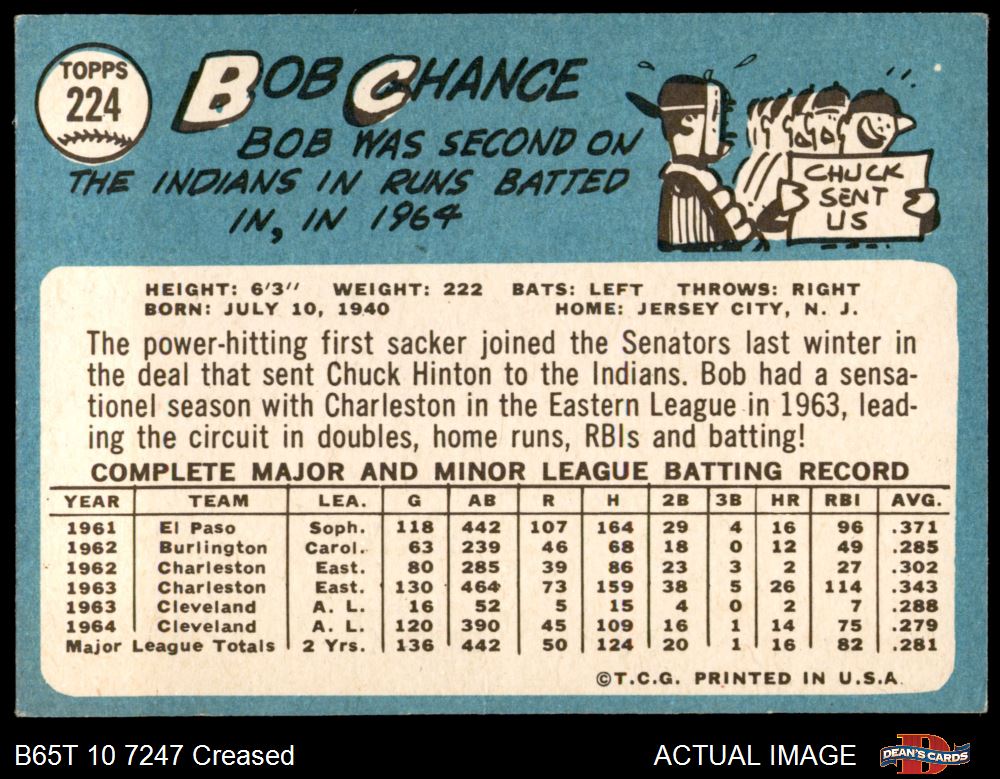 TOPPS
224
BOB CHANCE
BOB WAS SECOND ON
THE INDIANS IN RUNS BATTED
IN, IN 1964
CHUCK
SENT
US
HEIGHT: 6'3" WEIGHT: 222 BATS: LEFT THROWS: RIGHT
BORN: JULY 10, 1940 HOME: JERSEY CITY, N. J.
The power-hitting first sacker joined the Senators last winter in
the deal that sent Chuck Hinton to the Indians. Bob had a sensa-
tionel season with Charleston in the Eastern League in 1963, lead-
ing the circuit in doubles, home runs, RBIs and batting!
COMPLETE MAJOR AND MINOR LEAGUE BATTING RECORD
YEAR TEAM LEA. G AB R H 2B 3B HR RBI AVG.
1961 El Paso Soph. 118 442 107 164 29 4 16 96 .371
1962 Burlington Carol. 63 239 46 68 18 0 12 49 .285
1962 Charleston East. 80 285 39 86 23 3 2 27 .302
1963 Charleston East. 130 464 73 159 38 5 26 114 .343
1963 Cleveland A. L. 16 52 5 15 4 0 2 7 .288
1964 Cleveland A. L. 120 390 45 109 16 1 14 75 .279
Major League Totals 2 Yrs. 136 442 50 124 20 1 16 82 .281
©T.C.G. PRINTED IN U.S.A.
B65T 10 7247 Creased ACTUAL IMAGE
DEAN'S CARDS